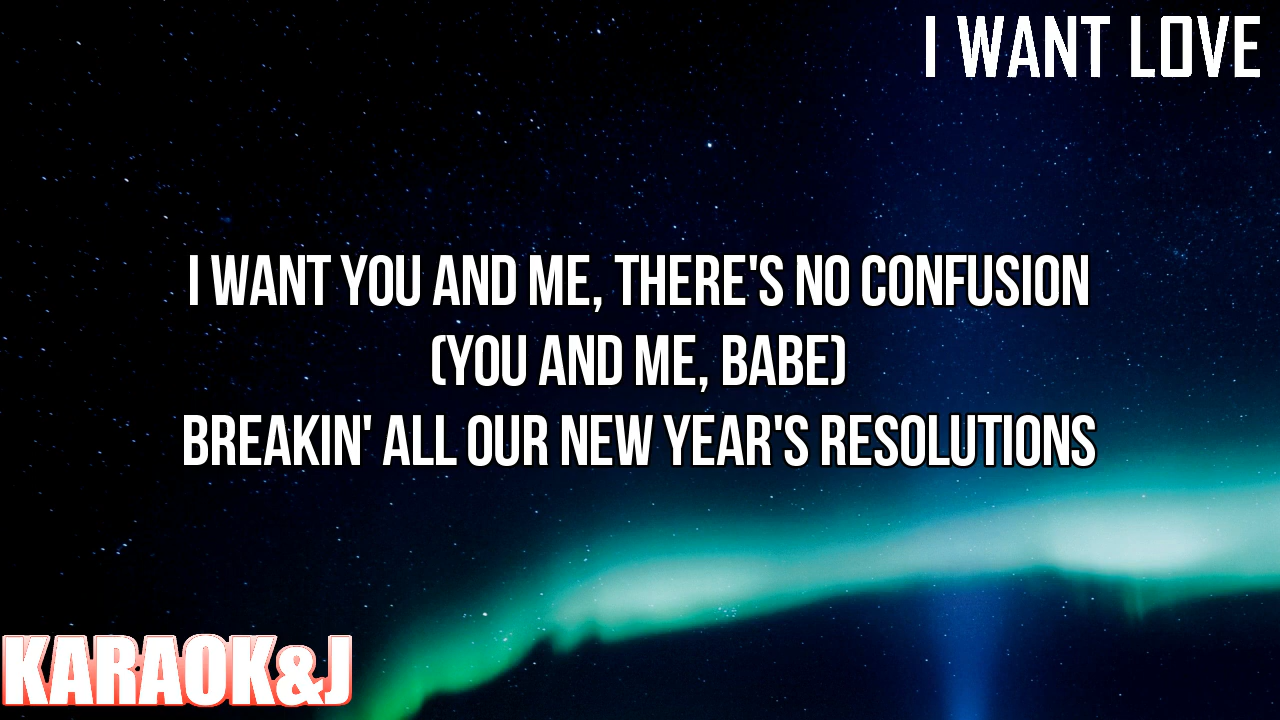 I WANT LOVE
I WANT YOU AND ME, THERE'S NO CONFUSION
(YOU AND ME, BABE)
BREAKIN' ALL OUR NEW YEAR'S RESOLUTIONS
KARAOK&J